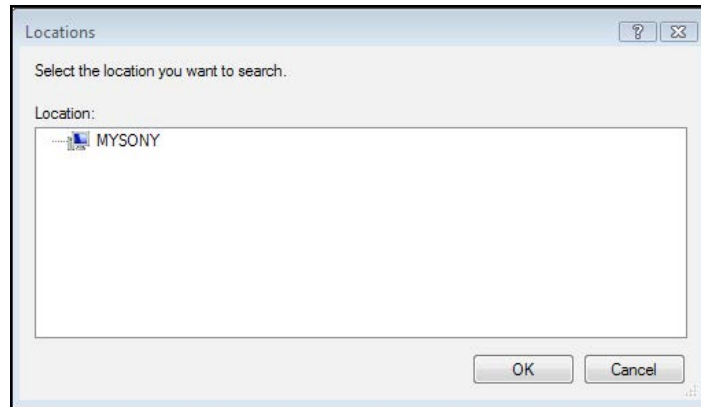 Locations
Select the location you want to search.
Location:
MYSONY
OK
Cancel